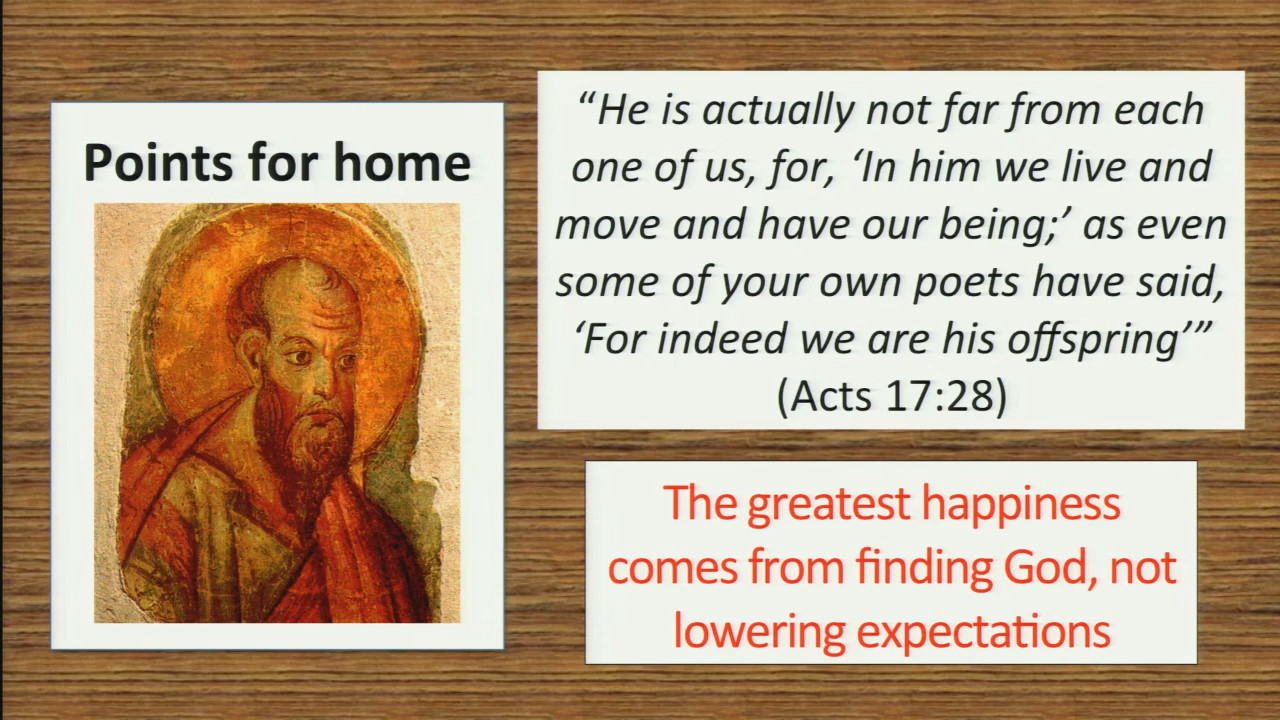 Points for home
“He is actually not far from each
one of us, for, ‘In him we live and
move and have our being;’ as even
some of your own poets have said,
‘For indeed we are his offspring’”
(Acts 17:28)
The greatest happiness
comes from finding God, not
lowering expectations